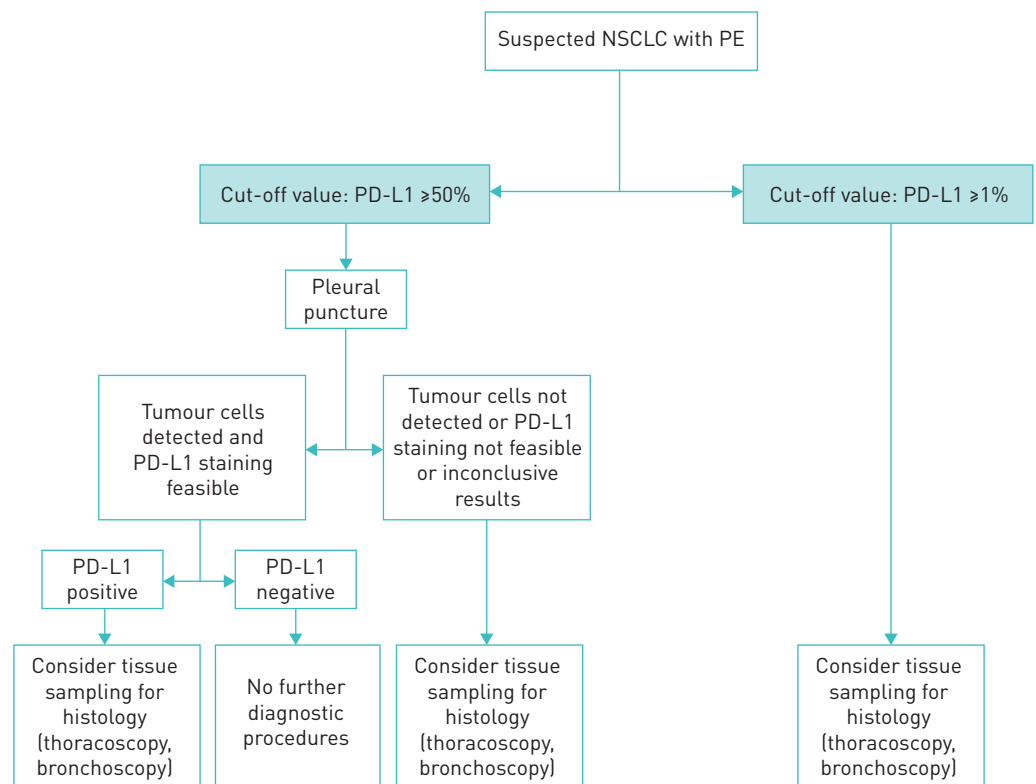 Suspected NSCLC with PE
Cut-off value: PD-L1 ⩾50%
Cut-off value: PD-L1 ⩾1%
Pleural
puncture
Tumour cells
detected and
PD-L1 staining
feasible
Tumour cells not
detected or PD-L1
staining not feasible
or inconclusive
results
PD-L1
positive
PD-L1
negative
Consider tissue
sampling for
histology
(thoracoscopy,
bronchoscopy)
No further
diagnostic
procedures
Consider tissue
sampling for
histology
(thoracoscopy,
bronchoscopy)
Consider tissue
sampling for
histology
(thoracoscopy,
bronchoscopy)